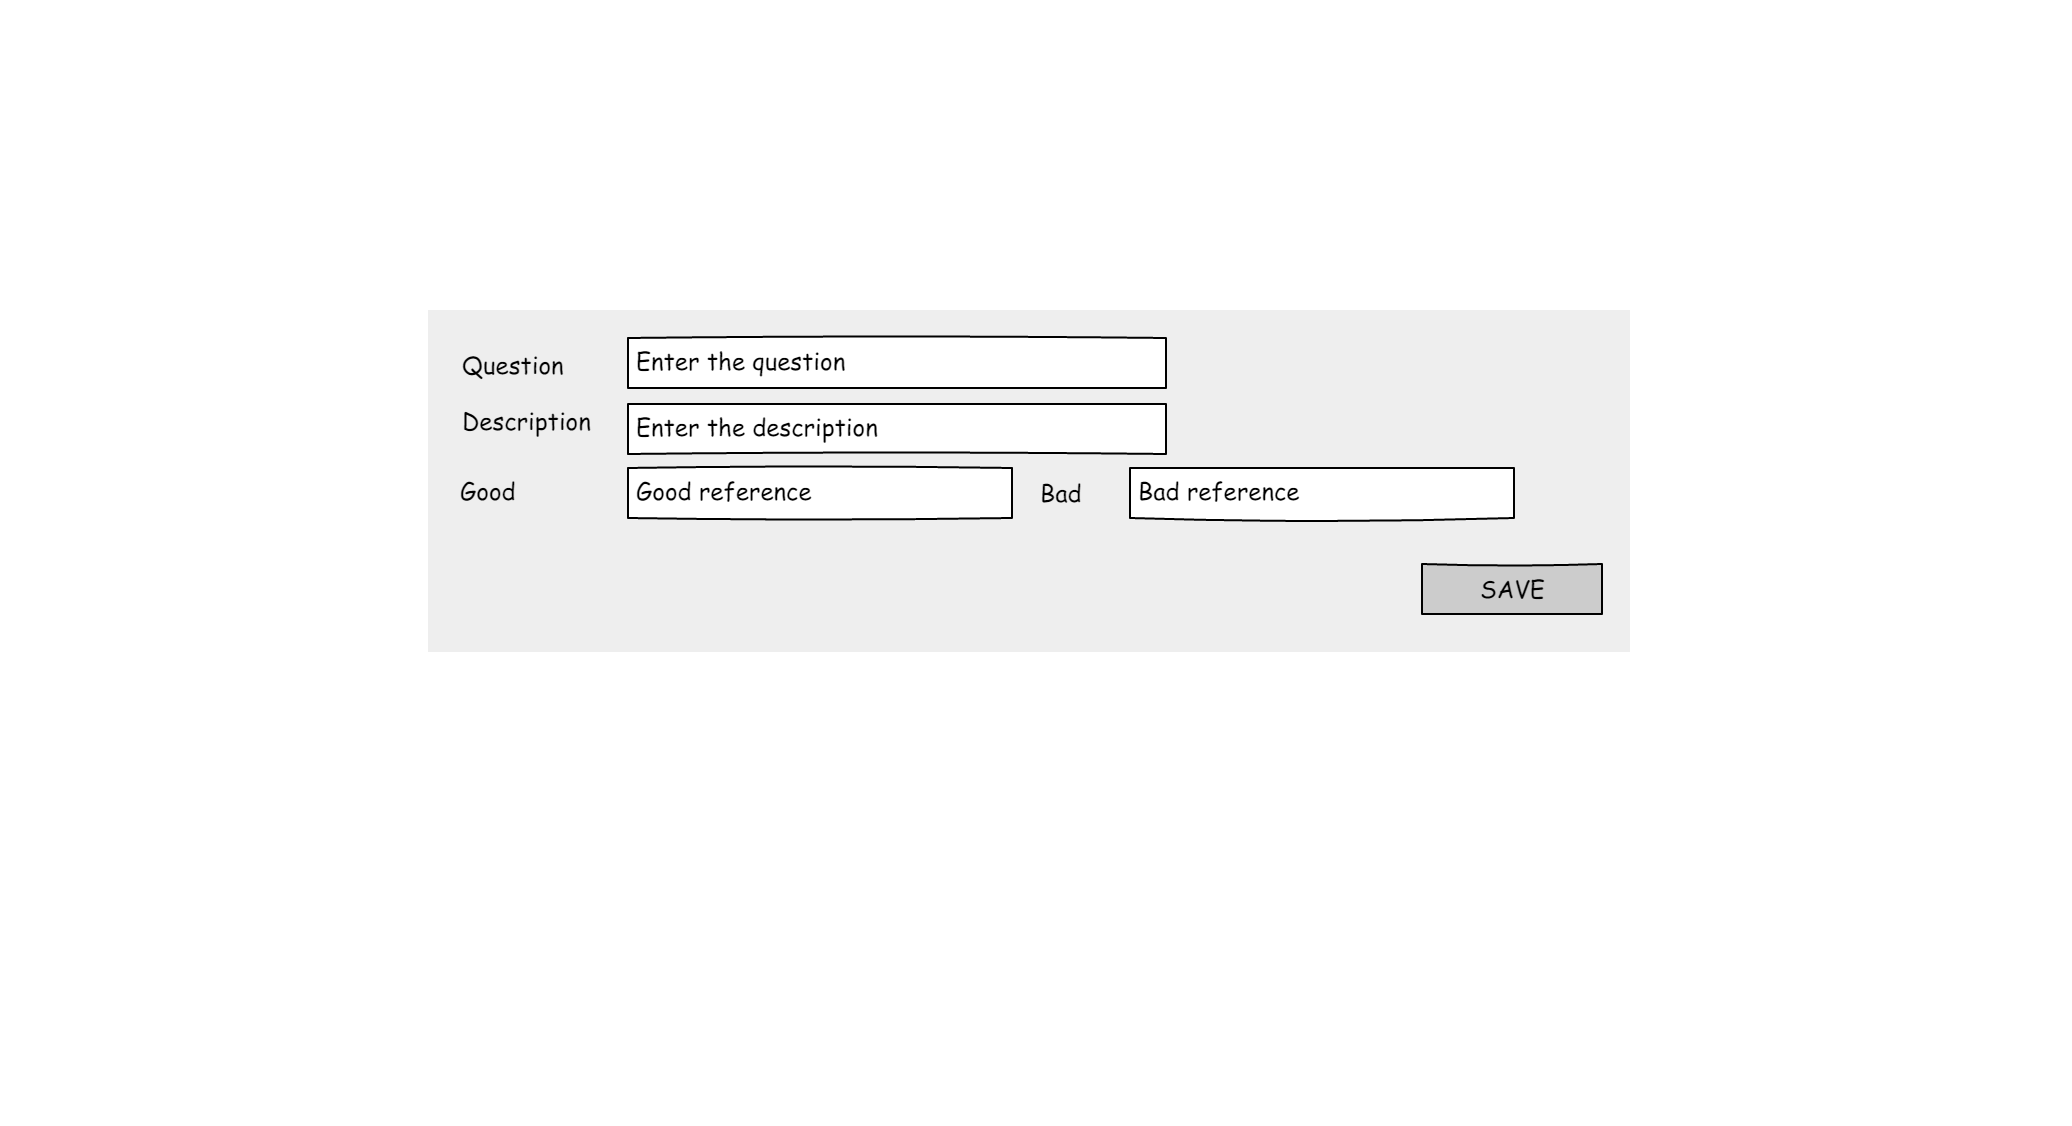 Question Enter the question
Description Enter the description
Good Good reference Bad Bad reference
SAVE